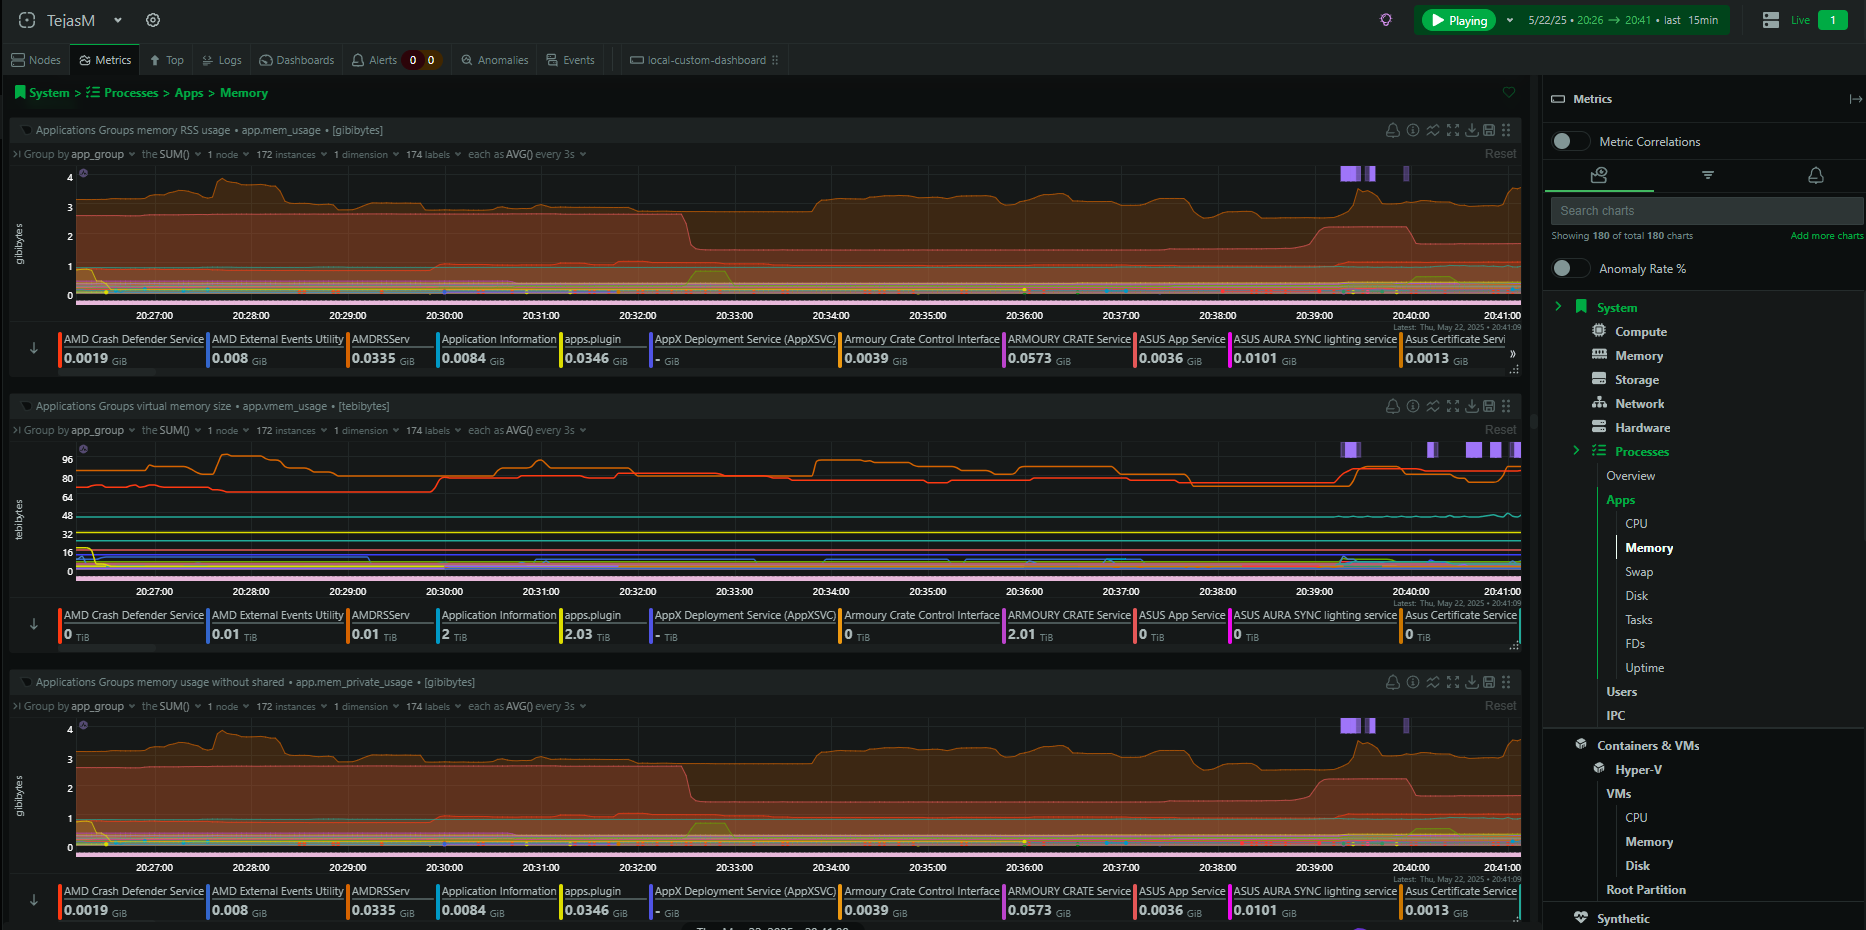 TejasM
Playing 5/22/25 • 20:26 → 20:41 • last 15min Live 1
Nodes Metrics Top Logs Dashboards Alerts 0 0 Anomalies Events local-custom-dashboard
System > Processes > Apps > Memory
Applications Groups memory RSS usage • app.mem_usage • [gibibytes]
Group by app_group the SUM() 1 node 172 instances 1 dimension 174 labels each as AVG() every 3s Reset
gibibytes
4
3
2
1
0
20:27:00 20:28:00 20:29:00 20:30:00 20:31:00 20:32:00 20:33:00 20:34:00 20:35:00 20:36:00 20:37:00 20:38:00 20:39:00 20:40:00 20:41:00
Latest: Thu, May 22, 2025 • 20:41:09
AMD Crash Defender Service AMD External Events Utility AMDRSServ Application Information apps.plugin AppX Deployment Service (AppXSVC) Armoury Crate Control Interface ARMOURY CRATE Service ASUS App Service ASUS AURA SYNC lighting service Asus Certificate Servi
0.0019 GiB 0.008 GiB 0.0335 GiB 0.0084 GiB 0.0346 GiB - GiB 0.0039 GiB 0.0573 GiB 0.0036 GiB 0.0101 GiB 0.0013 GiB
Applications Groups virtual memory size • app.vmem_usage • [tebibytes]
Group by app_group the SUM() 1 node 172 instances 1 dimension 174 labels each as AVG() every 3s Reset
tebibytes
96
80
64
48
32
16
0
20:27:00 20:28:00 20:29:00 20:30:00 20:31:00 20:32:00 20:33:00 20:34:00 20:35:00 20:36:00 20:37:00 20:38:00 20:39:00 20:40:00 20:41:00
Latest: Thu, May 22, 2025 • 20:41:09
AMD Crash Defender Service AMD External Events Utility AMDRSServ Application Information apps.plugin AppX Deployment Service (AppXSVC) Armoury Crate Control Interface ARMOURY CRATE Service ASUS App Service ASUS AURA SYNC lighting service Asus Certificate Service
0 TiB 0.01 TiB 0.01 TiB 2 TiB 2.03 TiB - TiB 0 TiB 2.01 TiB 0 TiB 0 TiB 0 TiB
Applications Groups memory usage without shared • app.mem_private_usage • [gibibytes]
Group by app_group the SUM() 1 node 172 instances 1 dimension 174 labels each as AVG() every 3s Reset
gibibytes
4
3
2
1
0
20:27:00 20:28:00 20:29:00 20:30:00 20:31:00 20:32:00 20:33:00 20:34:00 20:35:00 20:36:00 20:37:00 20:38:00 20:39:00 20:40:00 20:41:00
Latest: Thu, May 22, 2025 • 20:41:09
AMD Crash Defender Service AMD External Events Utility AMDRSServ Application Information apps.plugin AppX Deployment Service (AppXSVC) Armoury Crate Control Interface ARMOURY CRATE Service ASUS App Service ASUS AURA SYNC lighting service Asus Certificate Service
0.0019 GiB 0.008 GiB 0.0335 GiB 0.0084 GiB 0.0346 GiB - GiB 0.0039 GiB 0.0573 GiB 0.0036 GiB 0.0101 GiB 0.0013 GiB
Metrics
Metric Correlations
Search charts
Showing 180 of total 180 charts Add more charts
Anomaly Rate %
System
Compute
Memory
Storage
Network
Hardware
Processes
Overview
Apps
CPU
Memory
Swap
Disk
Tasks
FDs
Uptime
Users
IPC
Containers & VMs
Hyper-V
VMs
CPU
Memory
Disk
Root Partition
Synthetic